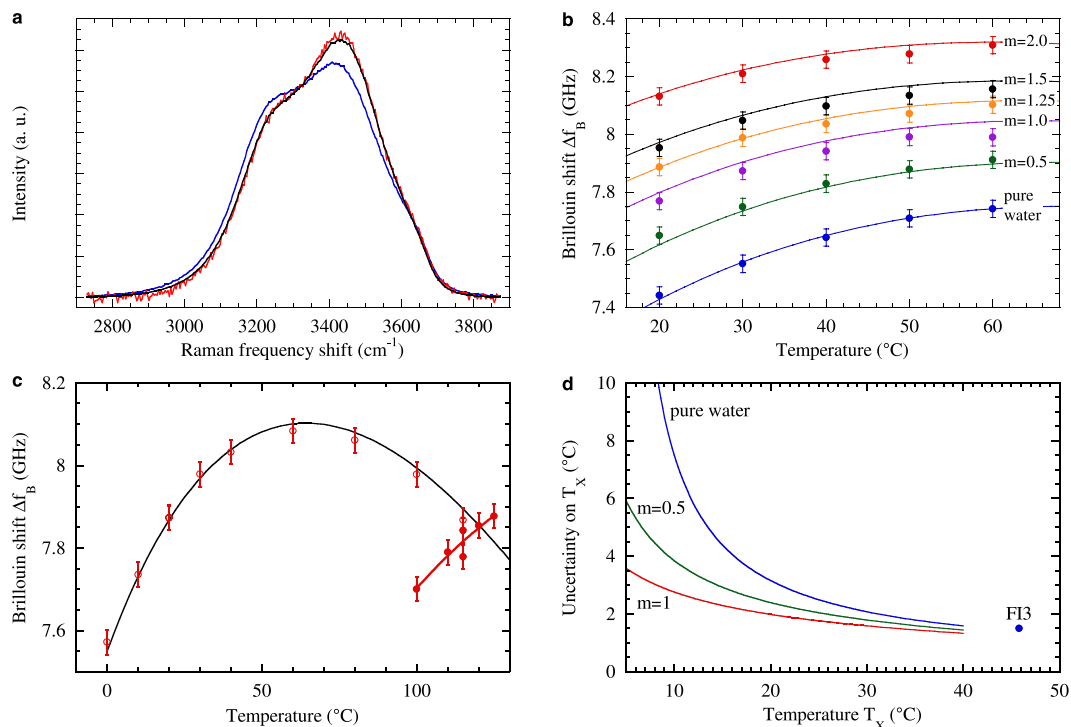 a
Intensity (a. u.)
2800 3000 3200 3400 3600 3800
Raman frequency shift (cm-1)
b
Brillouin shift ΔfB (GHz)
8.4
8.2
8
7.8
7.6
7.4
m=2.0
m=1.5
m=1.25
m=1.0
m=0.5
pure
water
20 30 40 50 60
Temperature (°C)
c
Brillouin shift ΔfB (GHz)
8.2
8
7.8
7.6
0 50 100
Temperature (°C)
d
Uncertainty on TX (°C)
10
8
6
4
2
0
pure water
m=0.5
m=1
FI3
10 20 30 40 50
Temperature TX (°C)